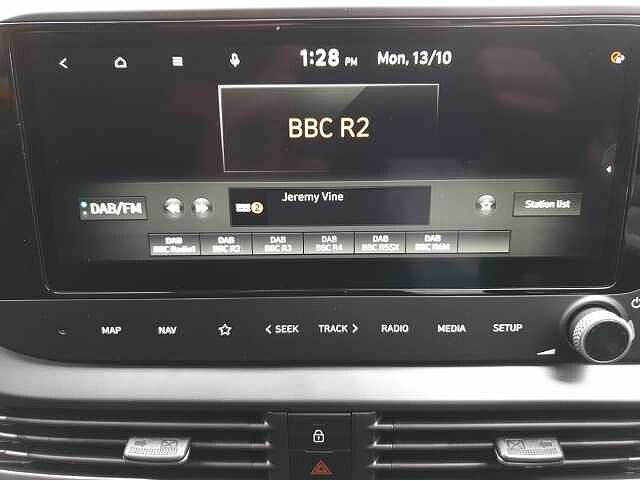 1:28 PM Mon, 13/10
BBC R2
DAB/FM
2
Jeremy Vine
Station list
DAB BBC Radio1
DAB BBC R2
DAB BBC R3
DAB BBC R4
DAB BBC R5SX
DAB BBC R6M
MAP NAV < SEEK TRACK > RADIO MEDIA SETUP